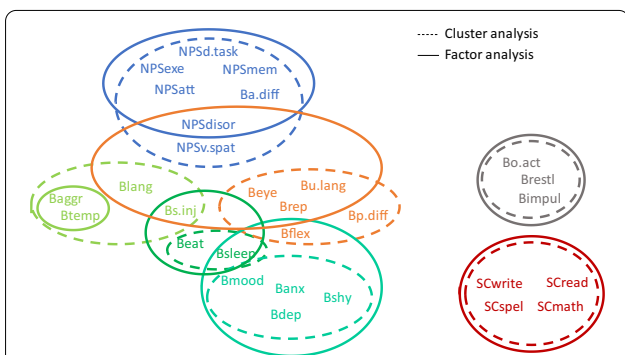 Cluster analysis
Factor analysis
NPSd.task
NPSexe
NPSmem
NPSatt
Ba.diff
NPSdisor
NPSv.spat
Blang
Baggr
Btemp
Bs.inj
Beye
Bu.lang
Brep
Bp.diff
Bflex
Beat
Bsleep
Bmood
Banx
Bshy
Bdep
Bo.act
Brestl
Bimpul
SCwrite
SCread
SCspel
SCmath